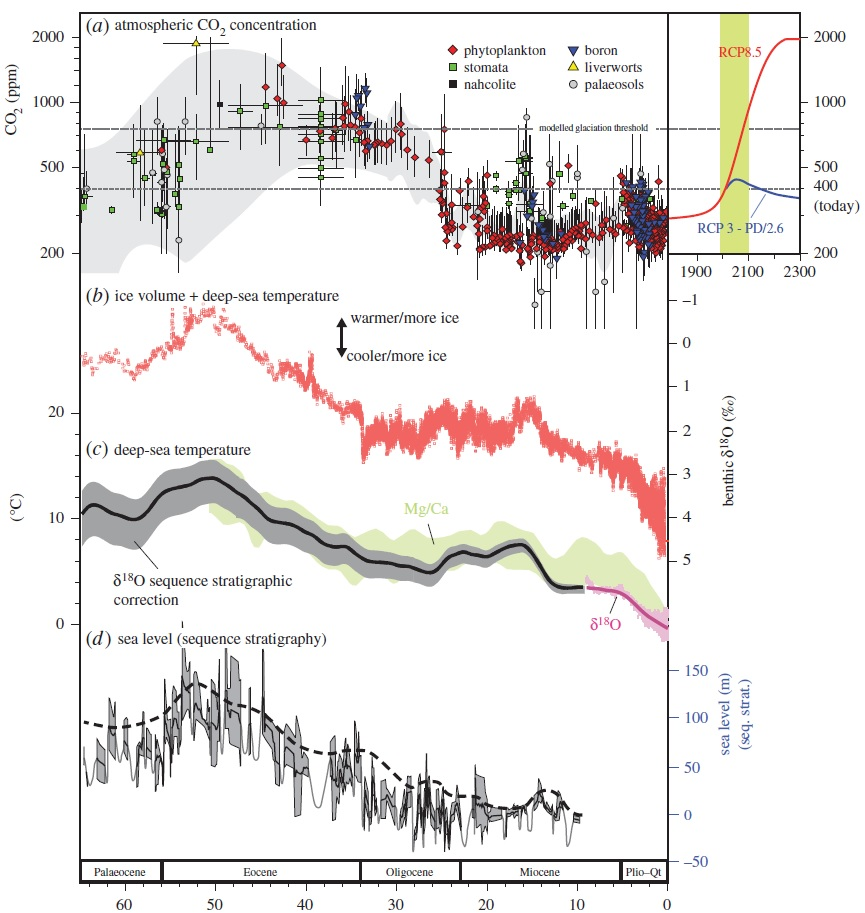 (a) atmospheric CO2 concentration
2000
1000
500
200
CO2 (ppm)
phytoplankton
stomata
nahcolite
boron
liverworts
palaeosols
modelled glaciation threshold
RCP8.5
RCP 3 - PD/2.6
2000
1000
500
400
(today)
200
1900
2100
2300
(b) ice volume + deep-sea temperature
warmer/more ice
cooler/more ice
–1
0
1
2
3
4
5
benthic δ18O (‰)
(c) deep-sea temperature
20
10
0
(°C)
Mg/Ca
δ18O sequence stratigraphic
correction
δ18O
(d) sea level (sequence stratigraphy)
150
100
50
0
–50
sea level (m)
(seq. strat.)
Palaeocene
Eocene
Oligocene
Miocene
Plio–Qt
60
50
40
30
20
10
0